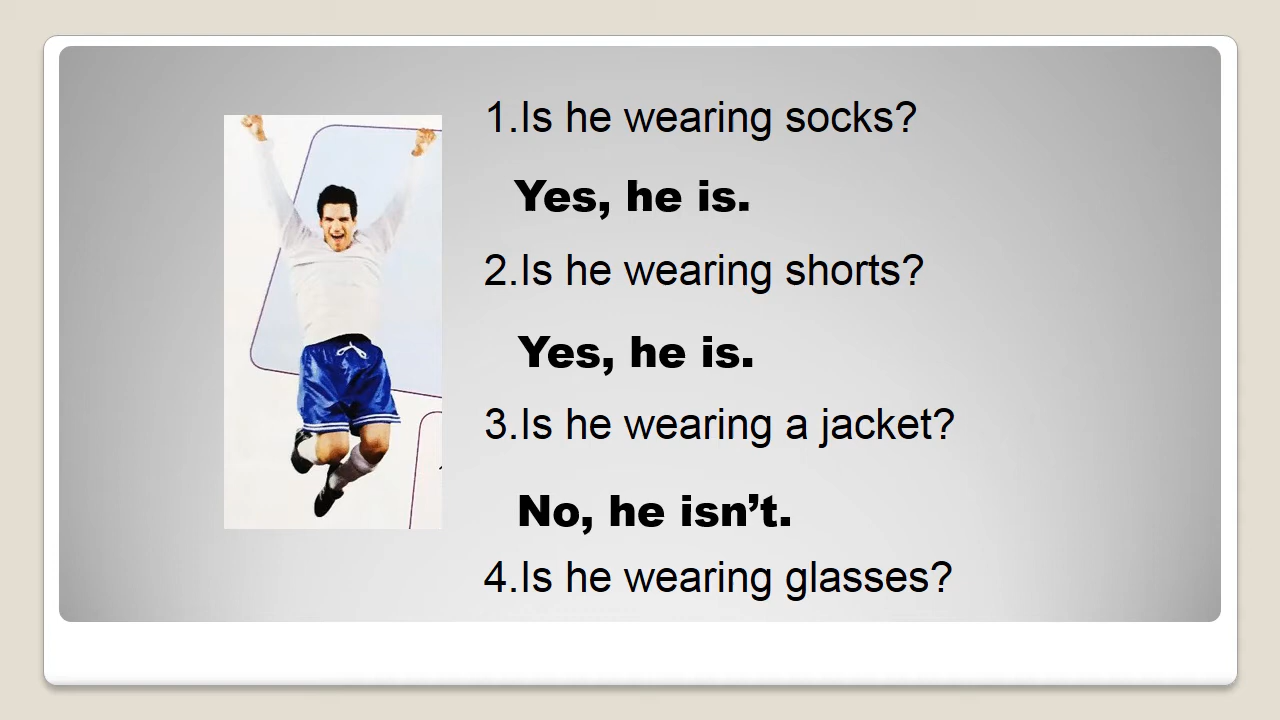 1.Is he wearing socks?
Yes, he is.
2.Is he wearing shorts?
Yes, he is.
3.Is he wearing a jacket?
No, he isn’t.
4.Is he wearing glasses?